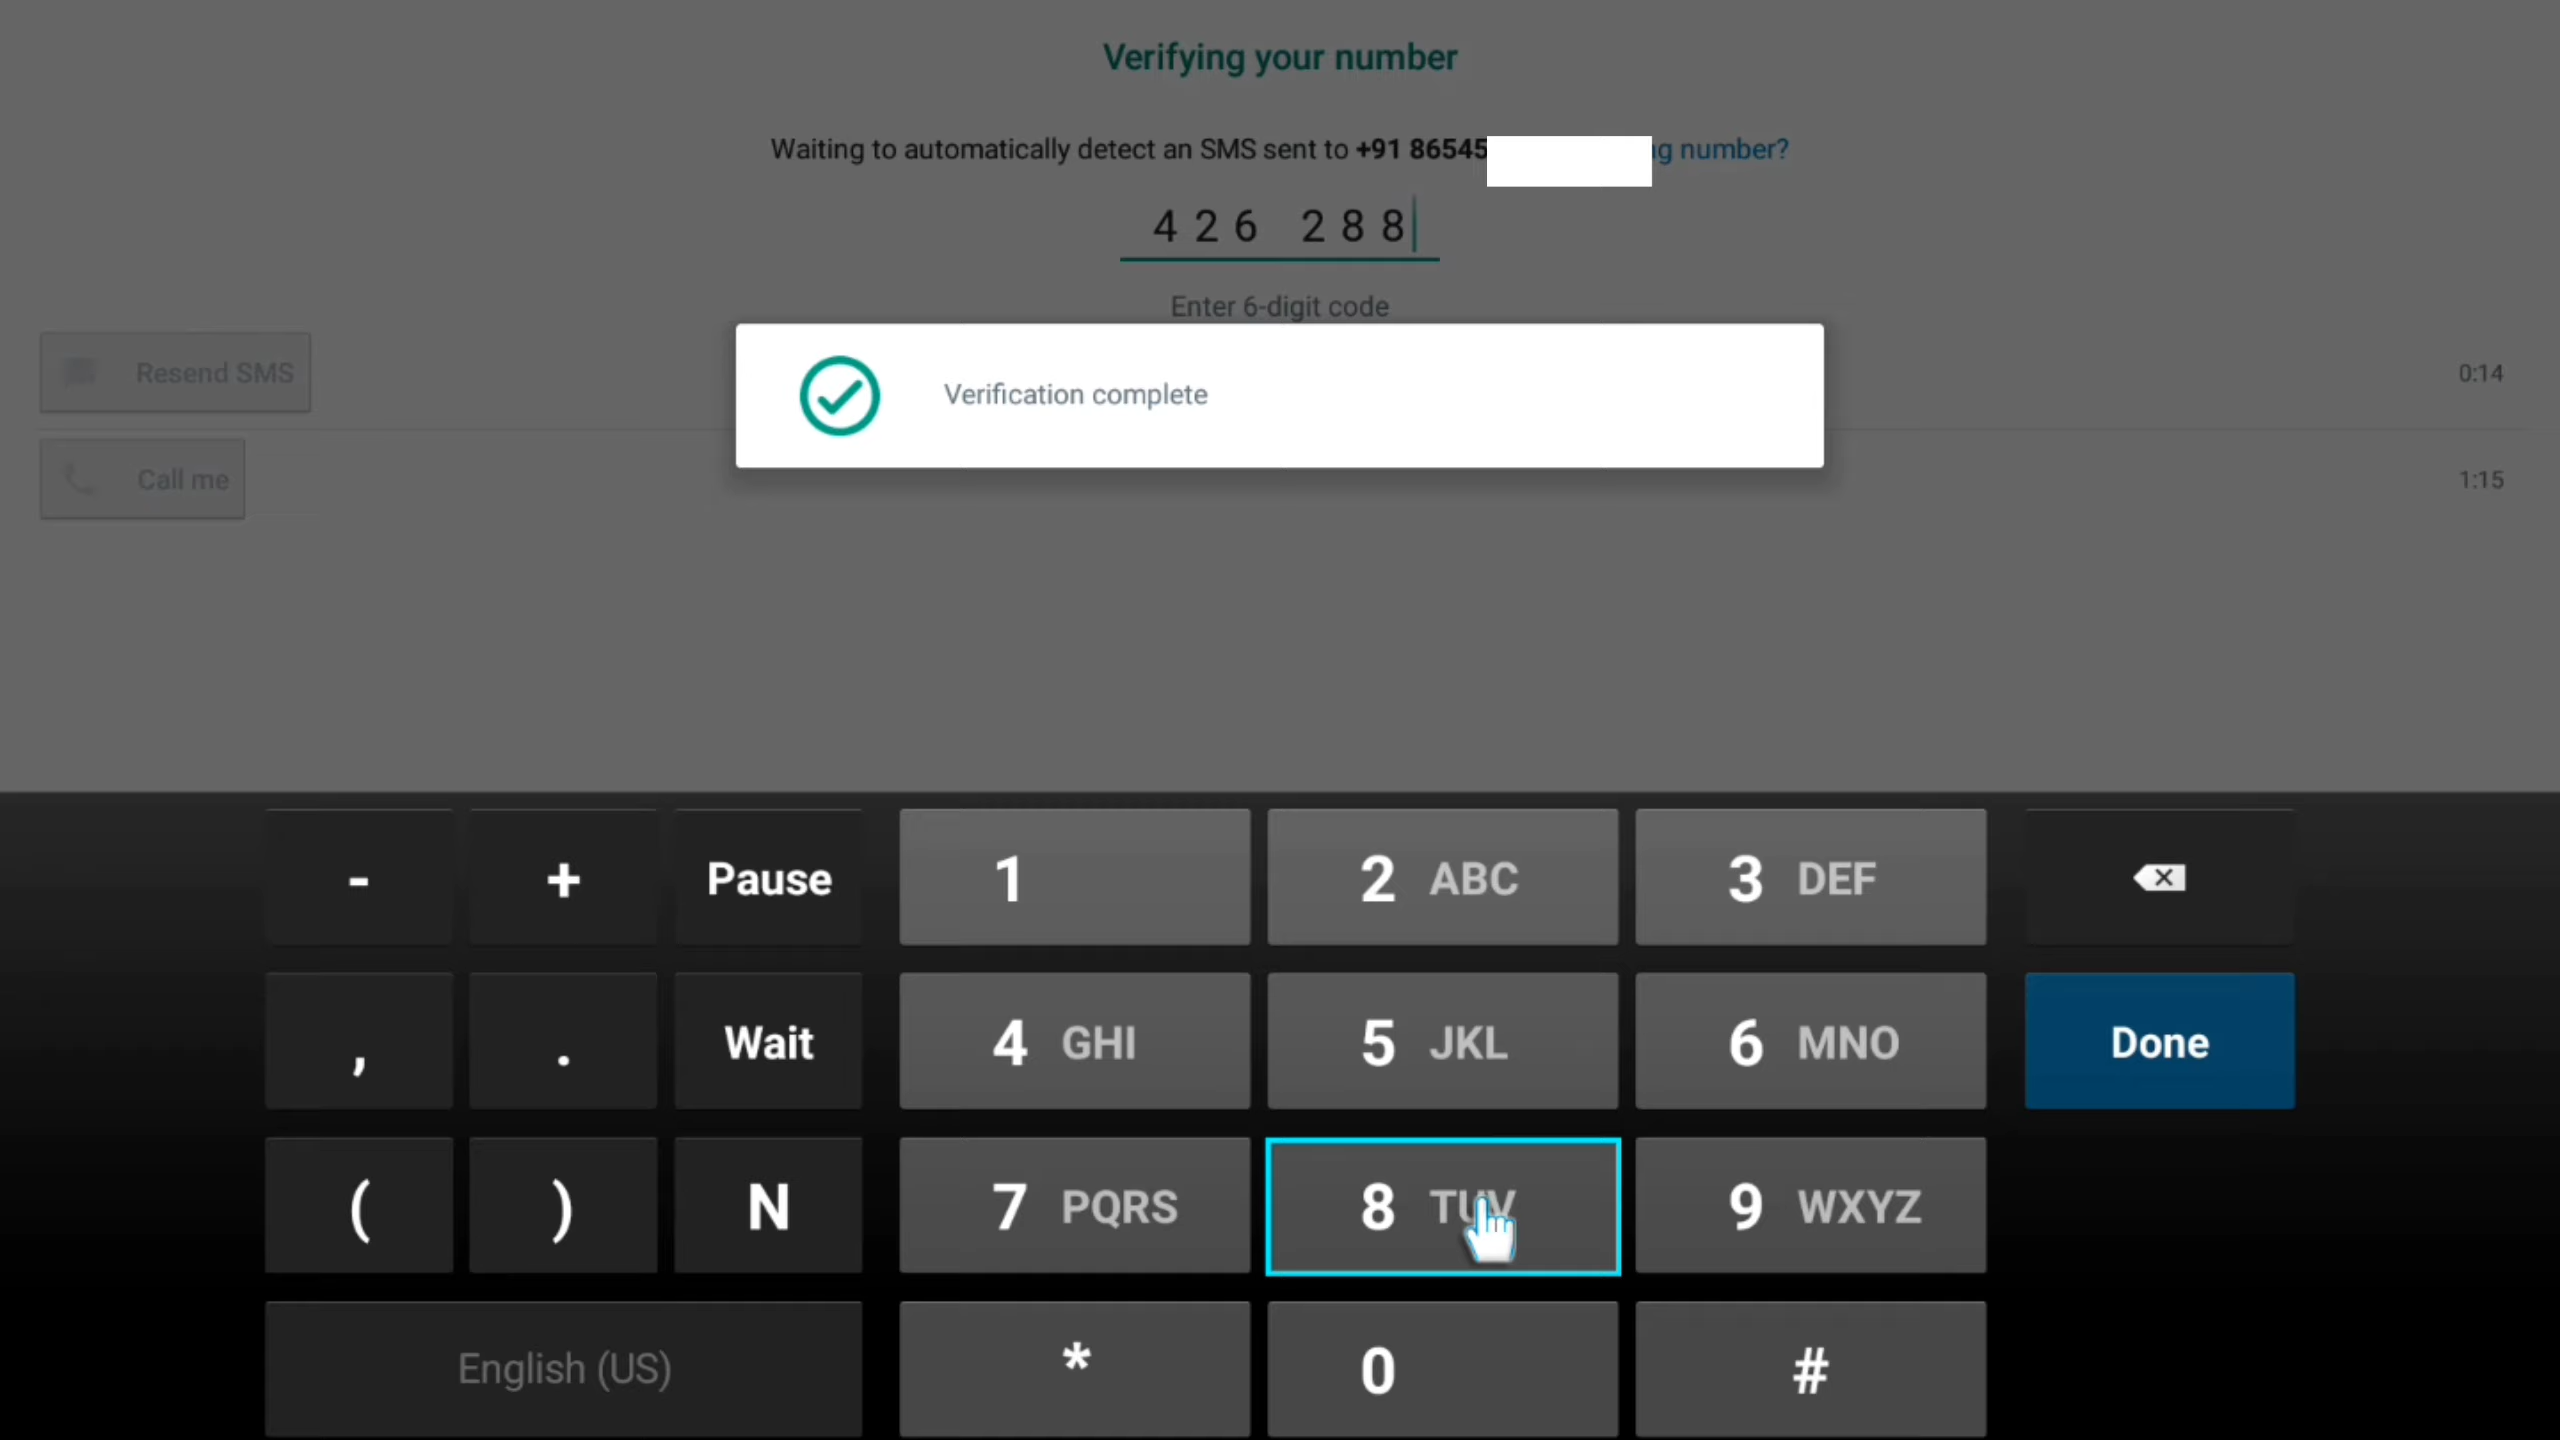 Verifying your number
Waiting to automatically detect an SMS sent to +91 86545 number?
426 288
Enter 6-digit code
Resend SMS
0:14
Verification complete
Call me
1:15
- + Pause 1 2 ABC 3 DEF
, . Wait 4 GHI 5 JKL 6 MNO Done
( ) N 7 PQRS 8 TUV 9 WXYZ
English (US) * 0 #